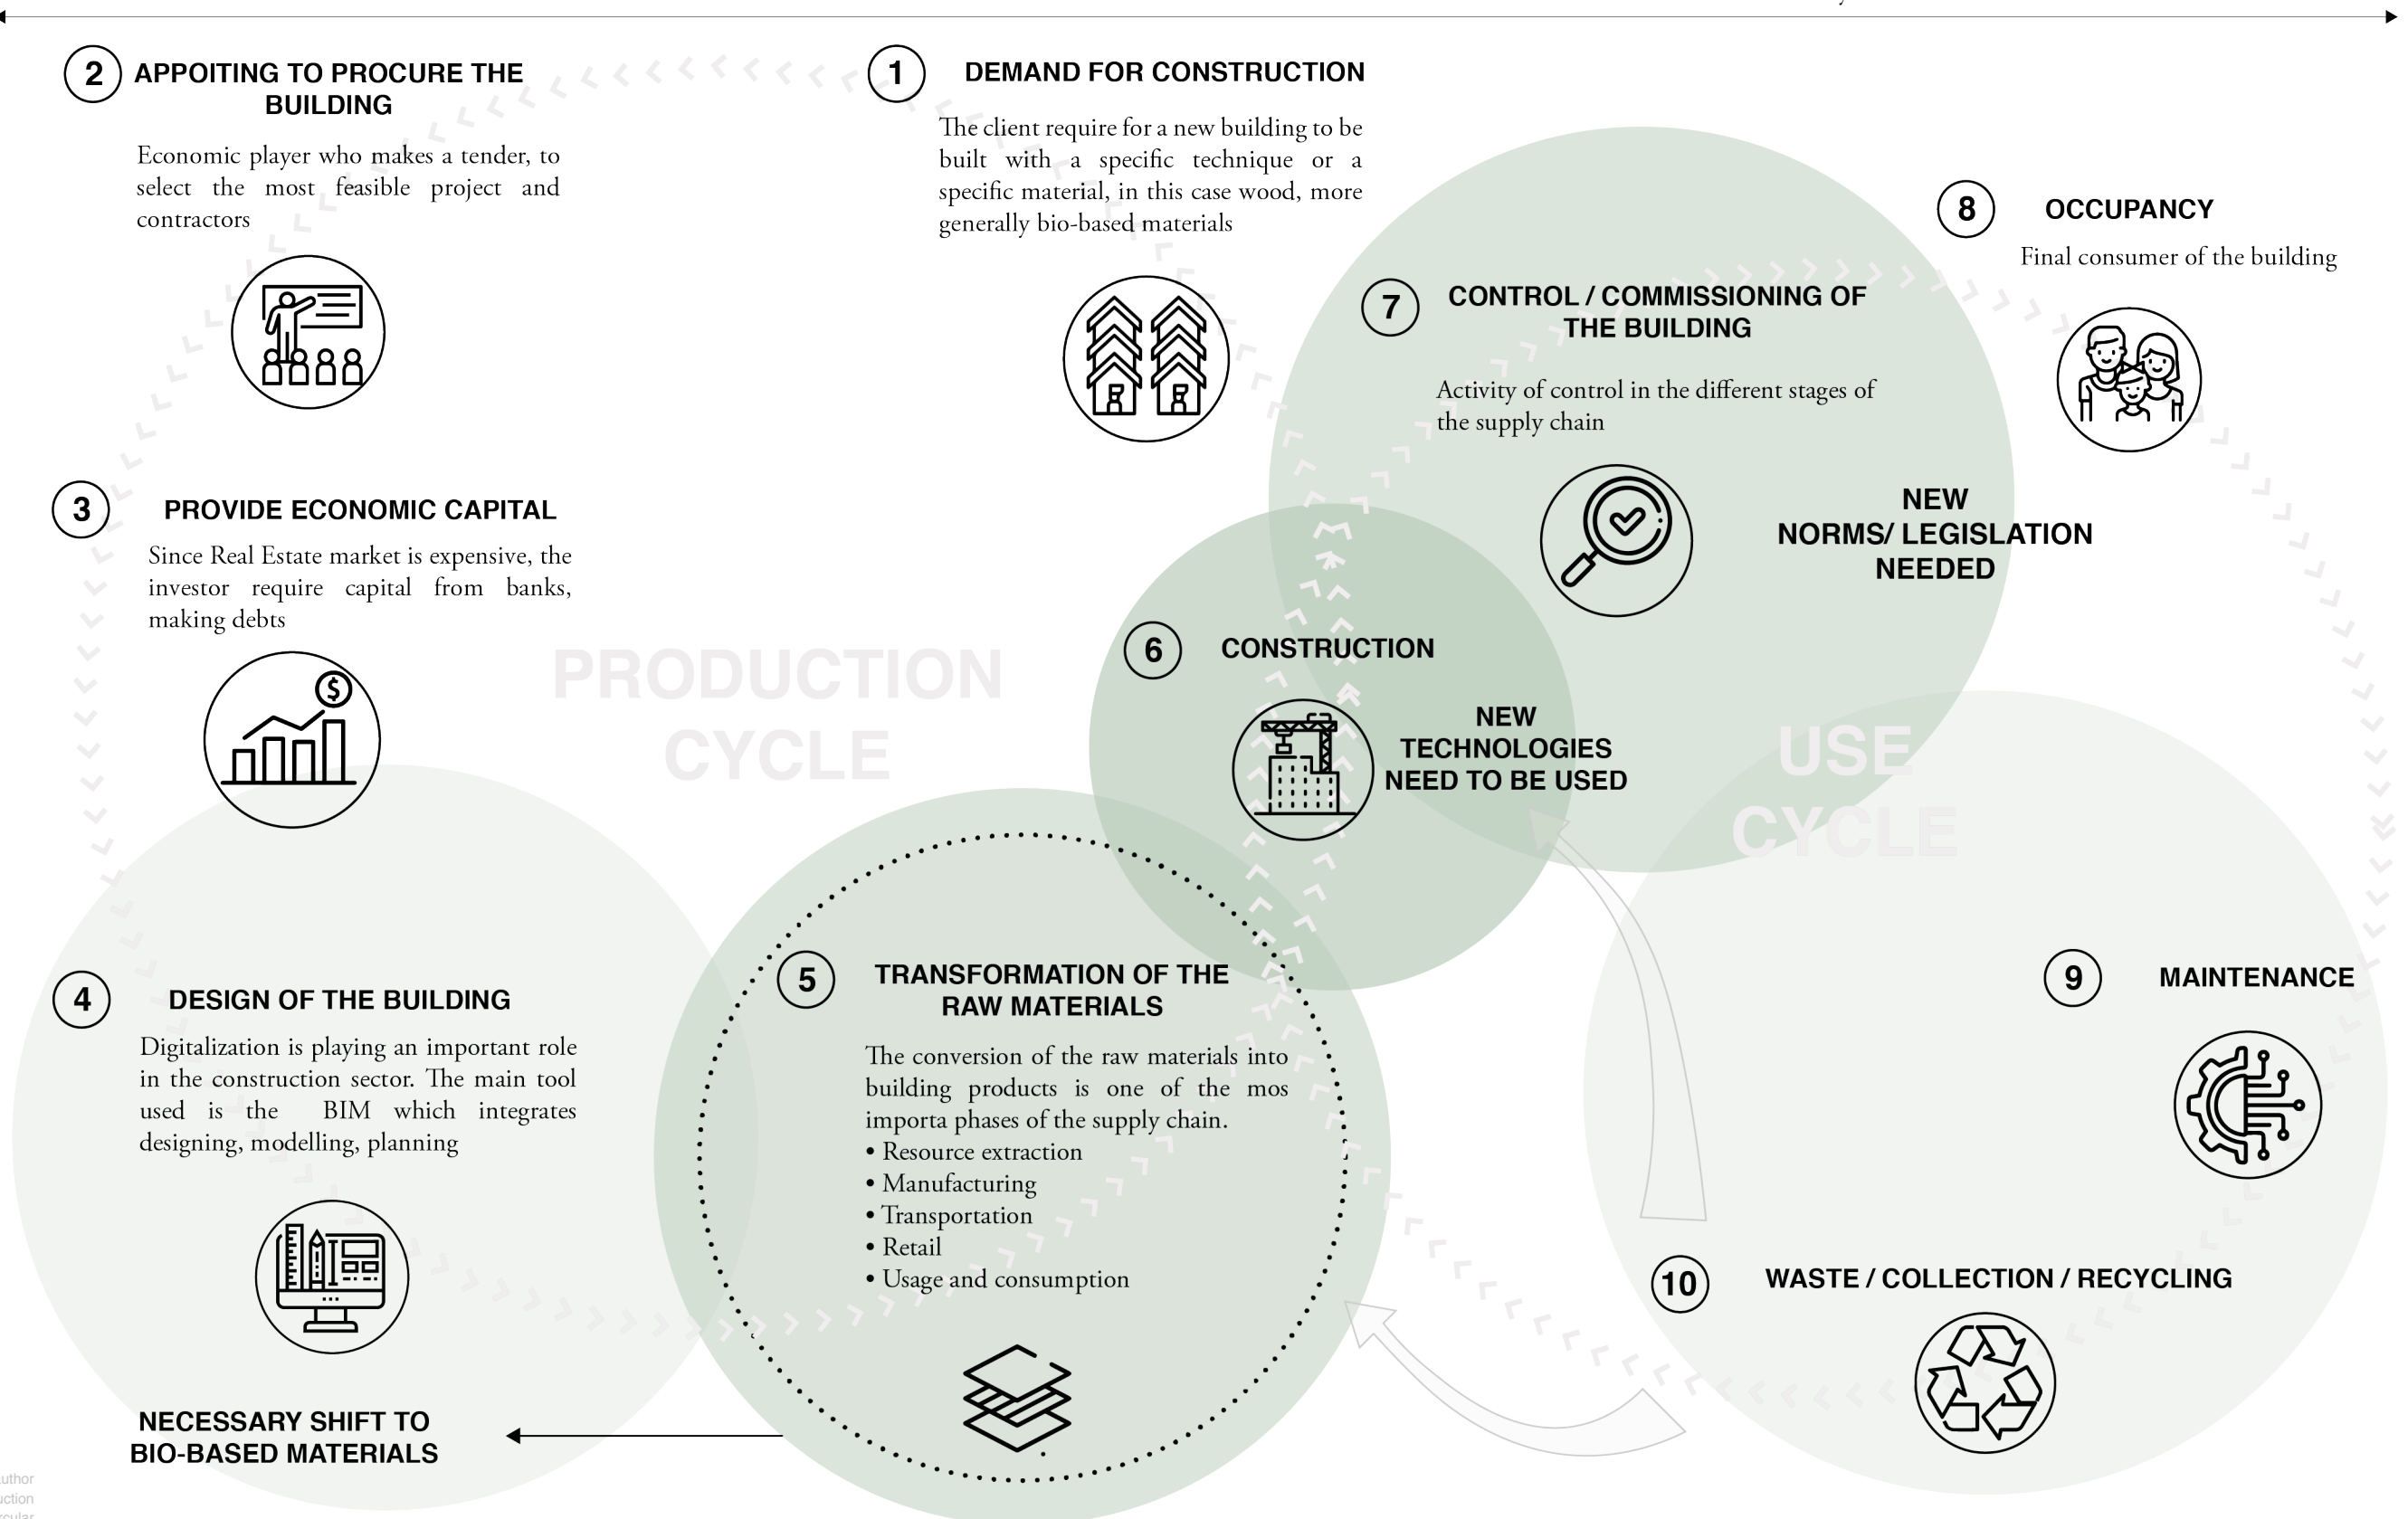 2
APPOITING TO PROCURE THE
BUILDING
Economic player who makes a tender, to
select the most feasible project and
contractors
1
DEMAND FOR CONSTRUCTION
The client require for a new building to be
built with a specific technique or a
specific material, in this case wood, more
generally bio-based materials
8
OCCUPANCY
Final consumer of the building
7
CONTROL / COMMISSIONING OF
THE BUILDING
Activity of control in the different stages of
the supply chain
NEW
NORMS/ LEGISLATION
NEEDED
3
PROVIDE ECONOMIC CAPITAL
Since Real Estate market is expensive, the
investor require capital from banks,
making debts
$
PRODUCTION
CYCLE
6
CONSTRUCTION
NEW
TECHNOLOGIES
NEED TO BE USED
USE
CYCLE
4
DESIGN OF THE BUILDING
Digitalization is playing an important role
in the construction sector. The main tool
used is the BIM which integrates
designing, modelling, planning
5
TRANSFORMATION OF THE
RAW MATERIALS
The conversion of the raw materials into
building products is one of the mos
importa phases of the supply chain.
• Resource extraction
• Manufacturing
• Transportation
• Retail
• Usage and consumption
9
MAINTENANCE
10
WASTE / COLLECTION / RECYCLING
NECESSARY SHIFT TO
BIO-BASED MATERIALS
uthor
uction
rcular